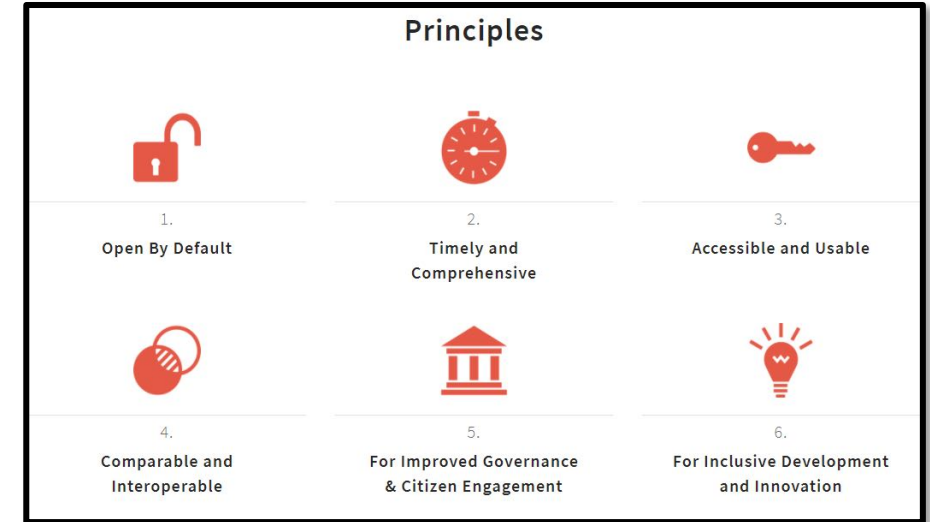 Principles
1.
Open By Default
2.
Timely and
Comprehensive
3.
Accessible and Usable
4.
Comparable and
Interoperable
5.
For Improved Governance
& Citizen Engagement
6.
For Inclusive Development
and Innovation